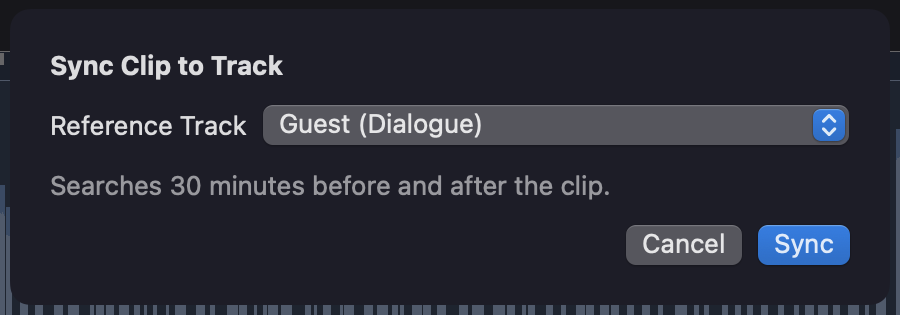 Sync Clip to Track
Reference Track Guest (Dialogue)
Searches 30 minutes before and after the clip.
Cancel Sync